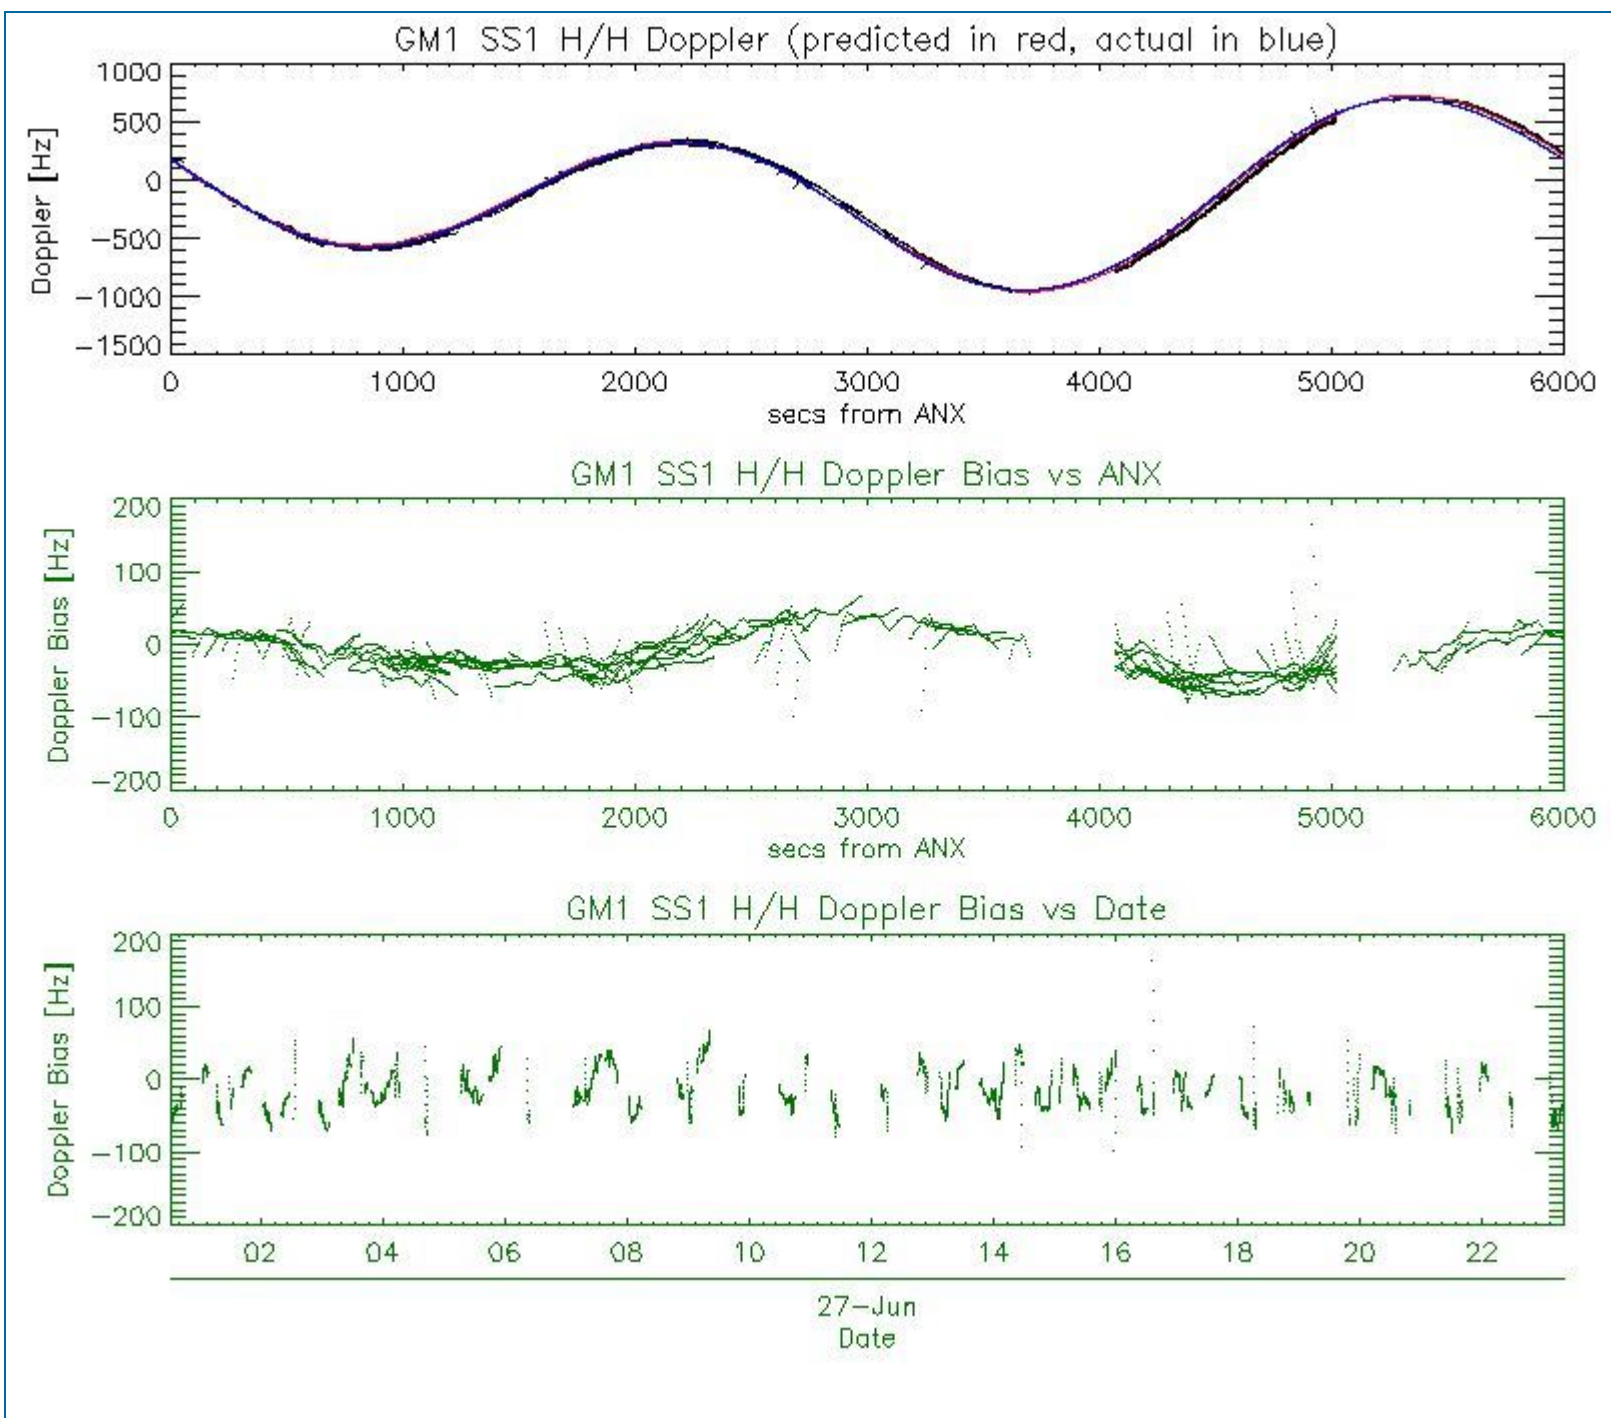 GM1 SS1 H/H Doppler (predicted in red, actual in blue)
Doppler [Hz]
1000
500
0
-500
-1000
-1500
0 1000 2000 3000 4000 5000 6000
secs from ANX
GM1 SS1 H/H Doppler Bias vs ANX
Doppler Bias [Hz]
200
100
0
-100
-200
0 1000 2000 3000 4000 5000 6000
secs from ANX
GM1 SS1 H/H Doppler Bias vs Date
Doppler Bias [Hz]
200
100
0
-100
-200
02 04 06 08 10 12 14 16 18 20 22
27-Jun
Date